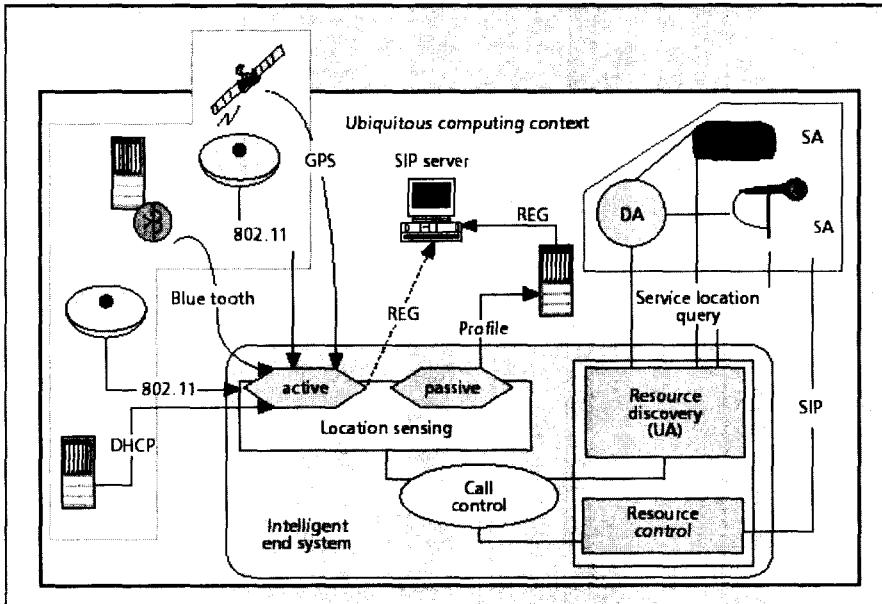 Ubiquitous computing context
GPS
SIP server
SA
REG
DA
SA
802.11
Blue tooth
REG
Service location
query
Profile
802.11
active
passive
Resource
discovery
(UA)
SIP
DHCP
Location sensing
Call
control
Intelligent
end system
Resource
control